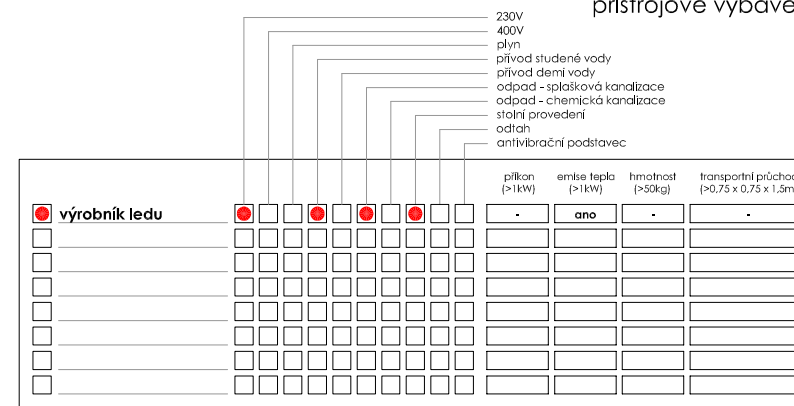 přístrojové vybave
230V
400V
plyn
přívod studené vody
přívod demi vody
odpad - splašková kanalizace
odpad - chemická kanalizace
stolní provedení
odtah
antivibrační podstavec
příkon emise tepla hmotnost transportní průchod
(>1kW) (>1kW) (>50kg) (>0,75 x 0,75 x 1,5m
výrobník ledu - ano - -